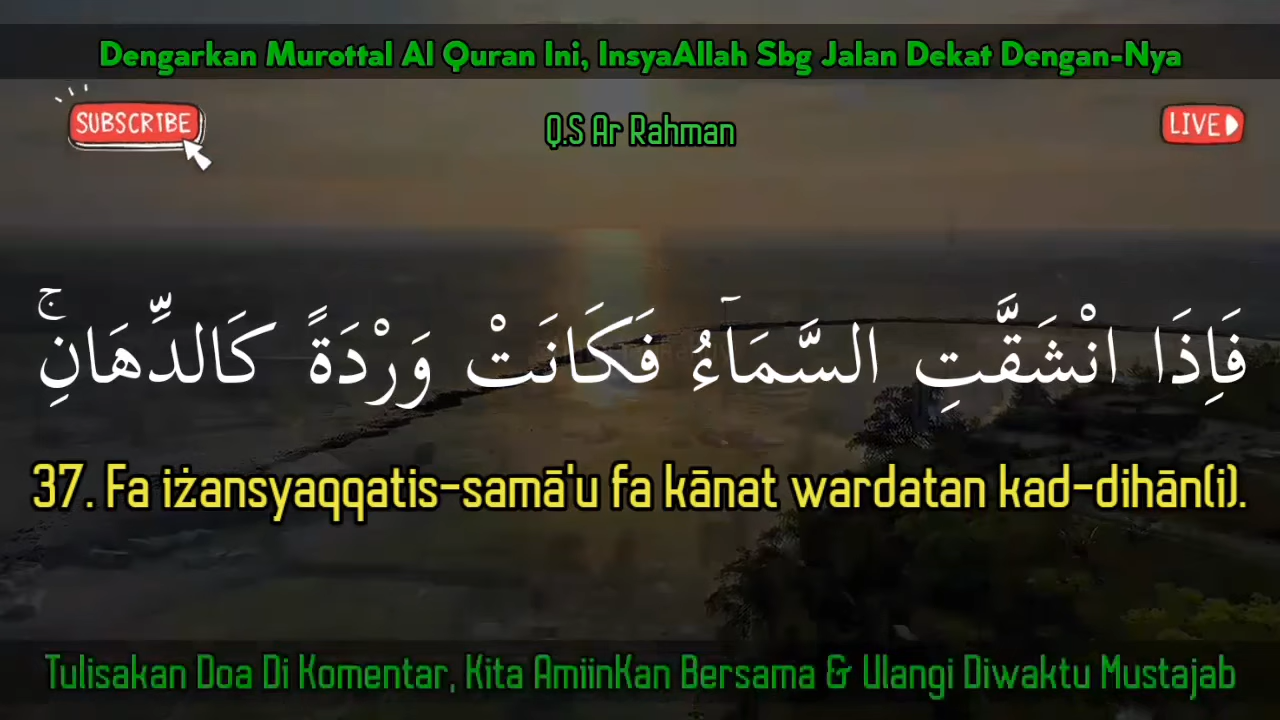 Dengarkan Murottal Al Quran Ini, InsyaAllah Sbg Jalan Dekat Dengan-Nya
SUBSCRIBE
Q.S Ar Rahman
LIVE
فَاِذَا انْشَقَّتِ السَّمَاۤءُ فَكَانَتْ وَرْدَةً كَالدِّهَانِۚ
37. Fa iżansyaqqatis-samā'u fa kānat wardatan kad-dihān(i).
Tulisakan Doa Di Komentar, Kita AmiinKan Bersama & Ulangi Diwaktu Mustajab